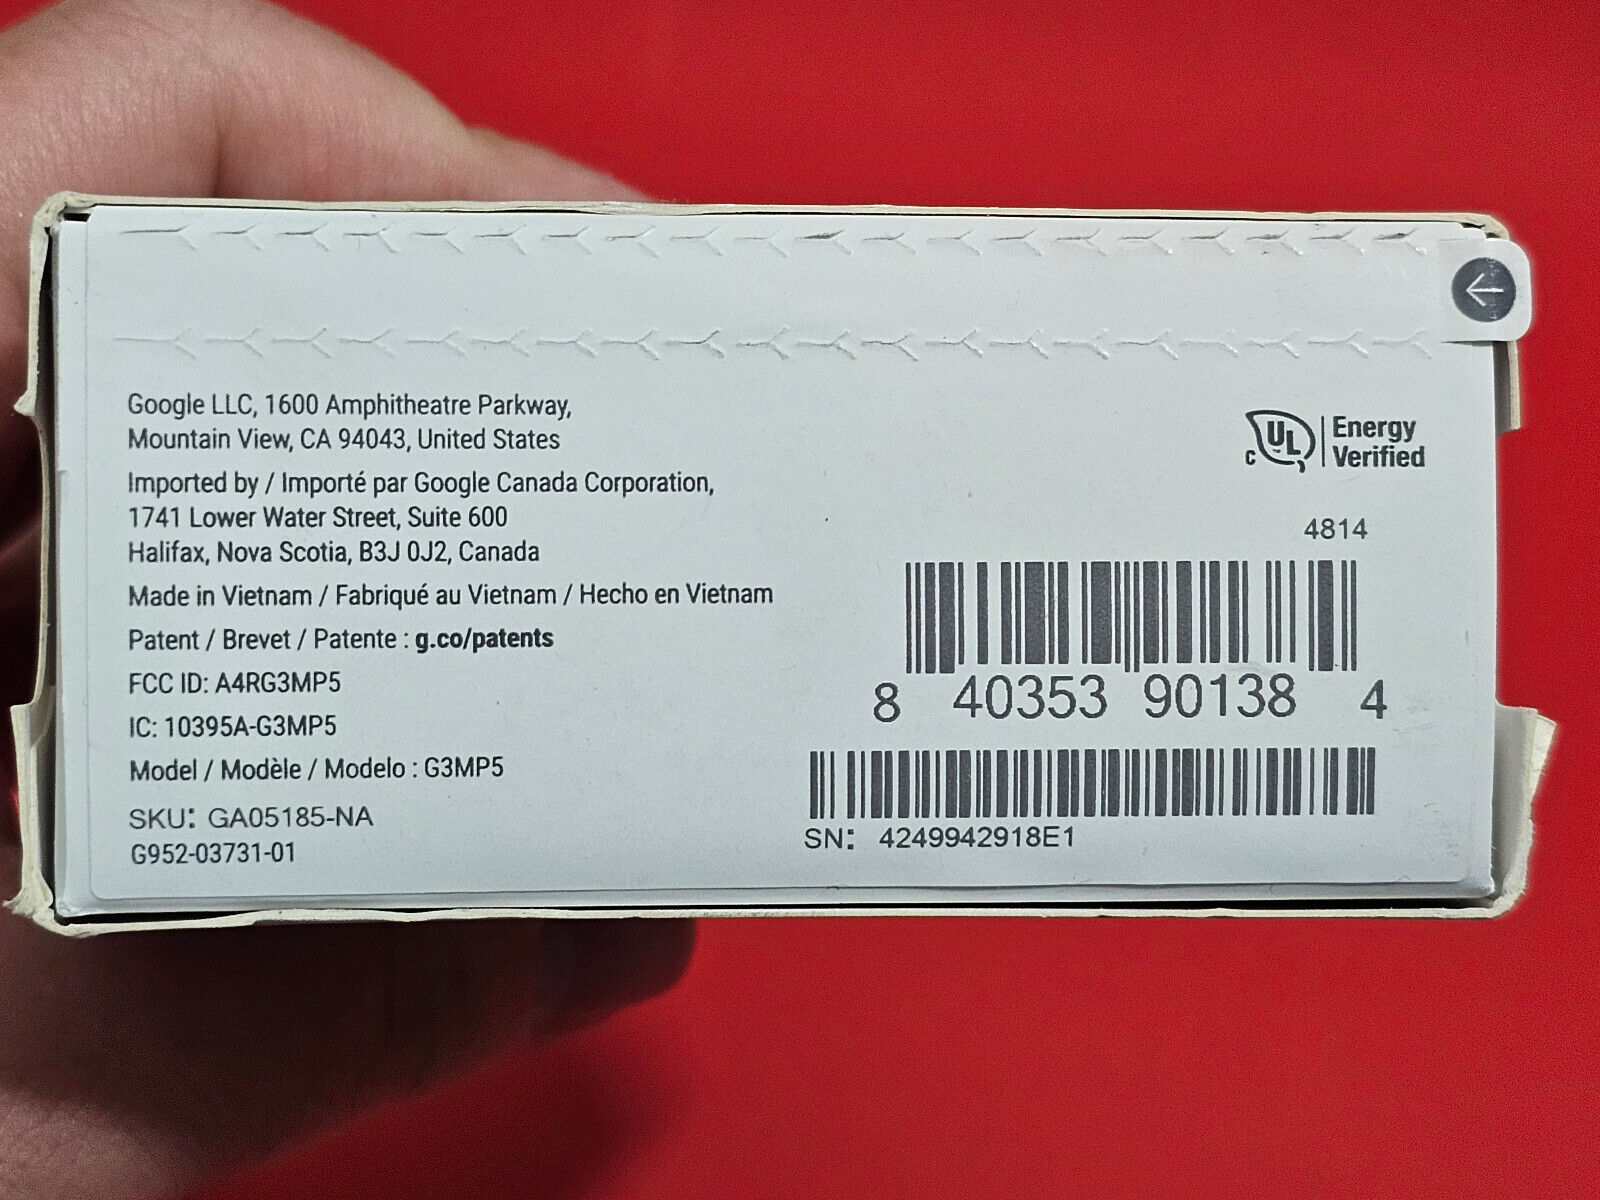 Google LLC, 1600 Amphitheatre Parkway,
Mountain View, CA 94043, United States
Imported by / Importé par Google Canada Corporation,
1741 Lower Water Street, Suite 600
Halifax, Nova Scotia, B3J 0J2, Canada
Made in Vietnam / Fabriqué au Vietnam / Hecho en Vietnam
Patent / Brevet / Patente : g.co/patents
FCC ID: A4RG3MP5
IC: 10395A-G3MP5
Model / Modèle / Modelo : G3MP5
SKU: GA05185-NA
G952-03731-01
c UL Energy
Verified
4814
8 40353 90138 4
SN: 4249942918E1